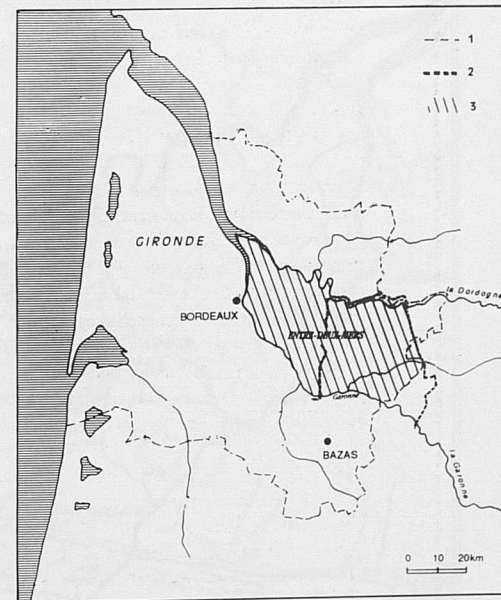 1
2
3
GIRONDE
la Dordogne
BORDEAUX
ENTRE-DEUX-MERS
Garonne
BAZAS
la Garonne
0 10 20km